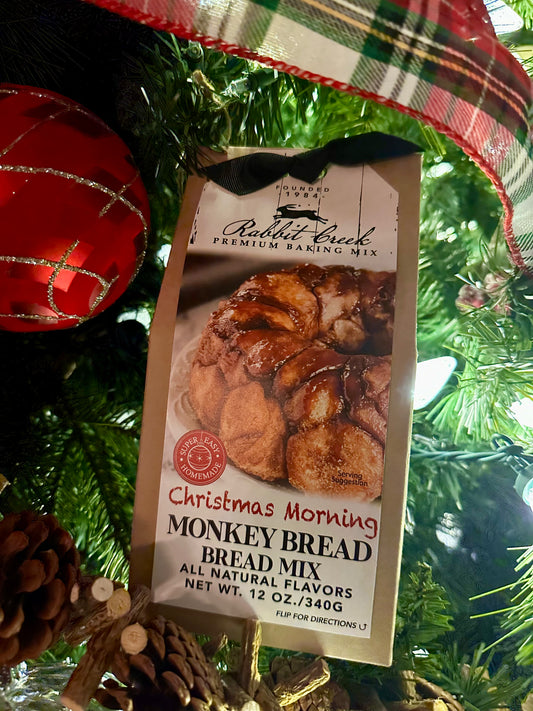 FOUNDED
1984
Rabbit Creek
PREMIUM BAKING MIX
SUPER EASY
HOMEMADE
Serving
Suggestion
Christmas Morning
MONKEY BREAD
BREAD MIX
ALL NATURAL FLAVORS
NET WT. 12 OZ./340G
FLIP FOR DIRECTIONS